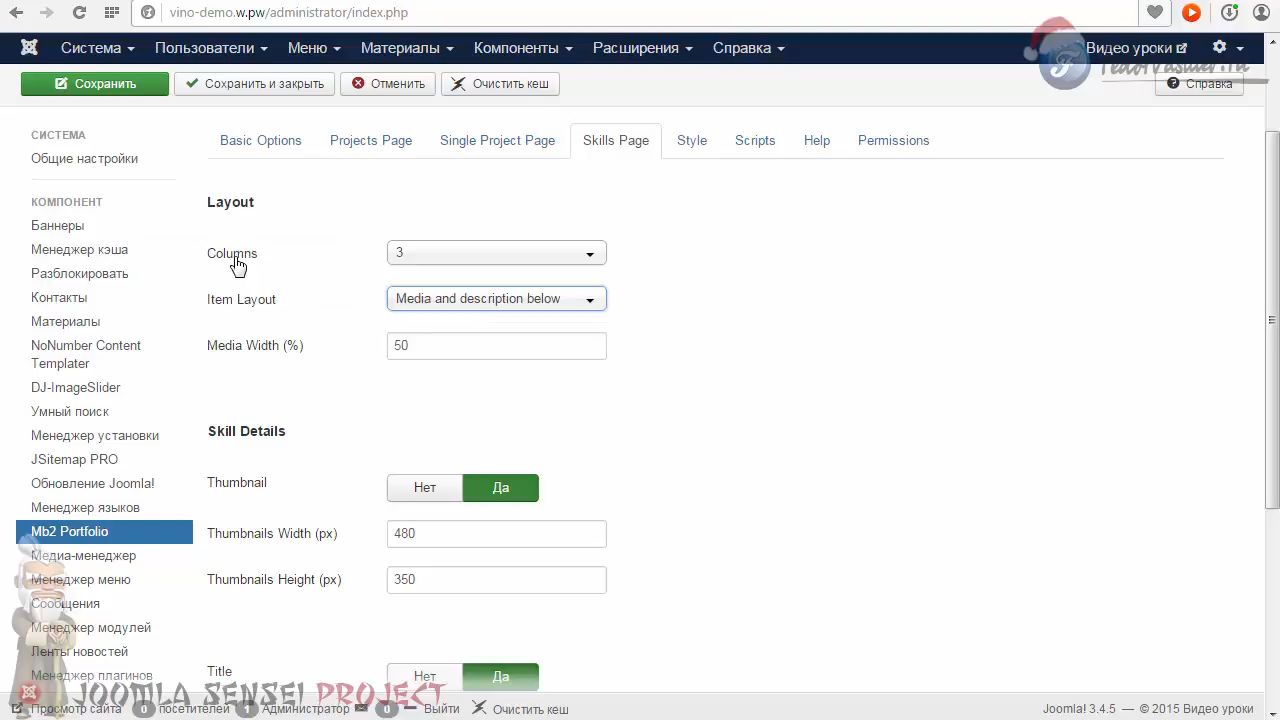 vino-demo.w.pw/administrator/index.php
Система Пользователи Меню Материалы Компоненты Расширения Справка Видео уроки
Сохранить Сохранить и закрыть Отменить Очистить кеш Справка
СИСТЕМА
Общие настройки
КОМПОНЕНТ
Баннеры
Менеджер кэша
Разблокировать
Контакты
Материалы
NoNumber Content
Templater
DJ-ImageSlider
Умный поиск
Менеджер установки
JSitemap PRO
Обновление Joomla!
Менеджер языков
Mb2 Portfolio
Медиа-менеджер
Менеджер меню
Сообщения
Менеджер модулей
Ленты новостей
Менеджер плагинов
Basic Options Projects Page Single Project Page Skills Page Style Scripts Help Permissions
Layout
Columns 3
Item Layout Media and description below
Media Width (%) 50
Skill Details
Thumbnail Нет Да
Thumbnails Width (px) 480
Thumbnails Height (px) 350
Title Нет Да
JOOMLA SENSEI PROJECT
Просмотр сайта 0 посетителей 1 Администратор 0 Выйти Очистить кеш Joomla! 3.4.5 — © 2015 Видео уроки